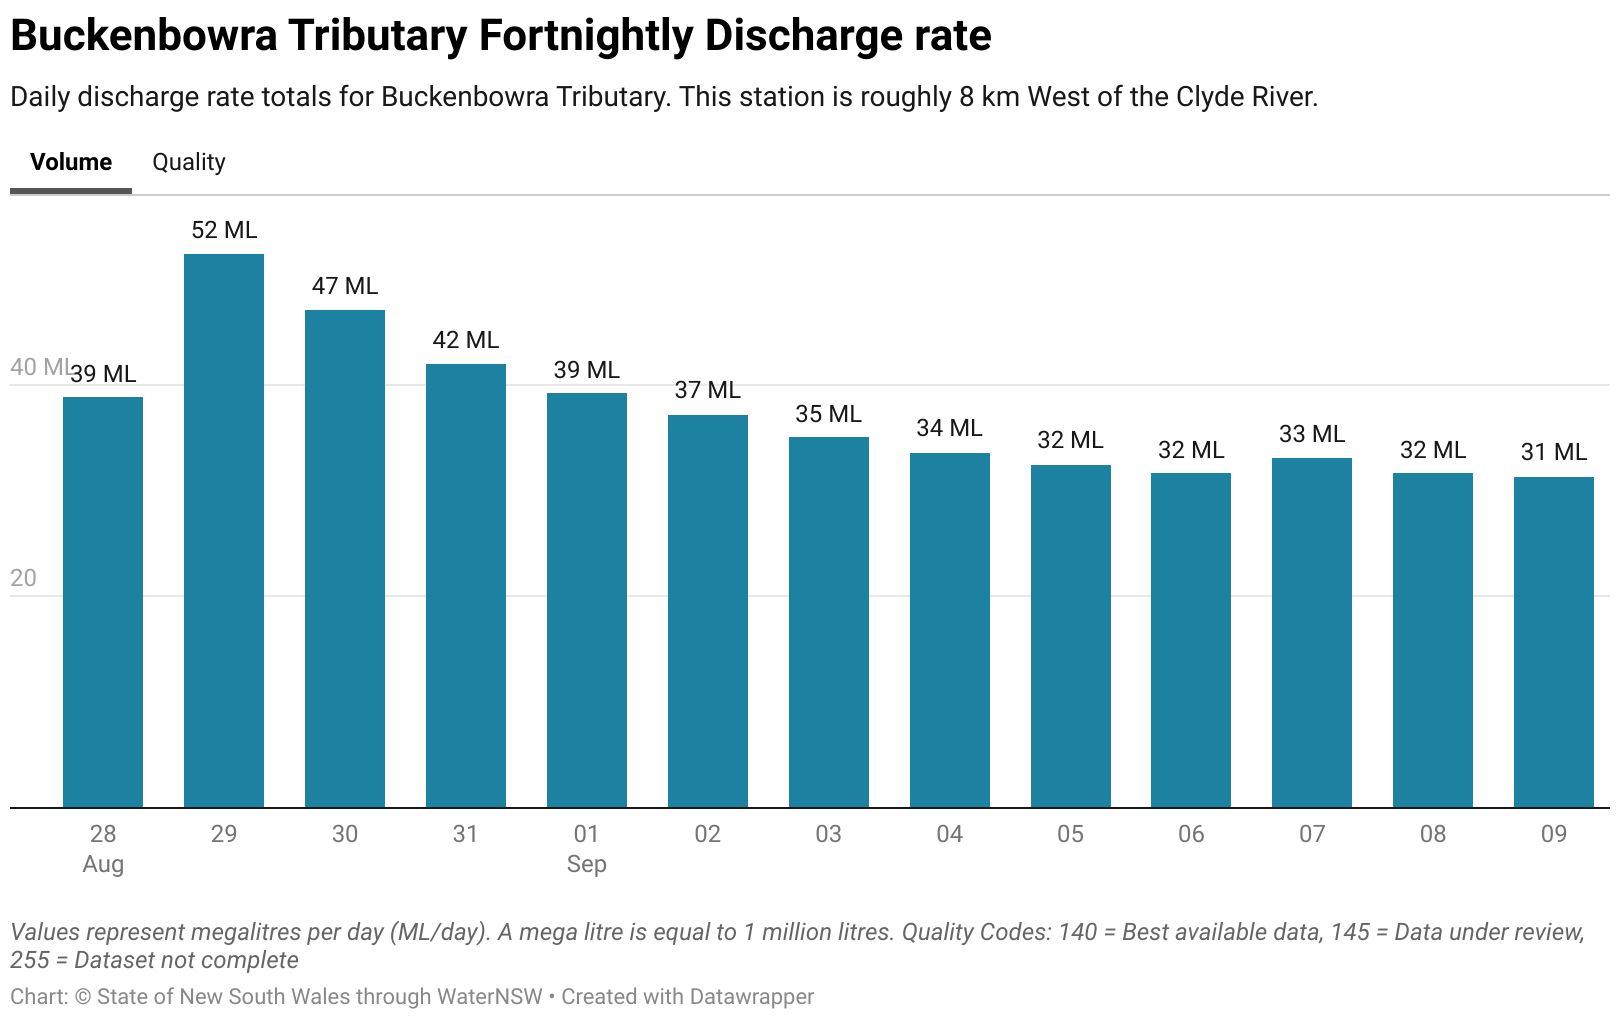 Buckenbowra Tributary Fortnightly Discharge rate
Daily discharge rate totals for Buckenbowra Tributary. This station is roughly 8 km West of the Clyde River.
Volume Quality
52 ML
47 ML
42 ML
40 ML
39 ML
39 ML
37 ML
35 ML
34 ML
32 ML
32 ML
33 ML
32 ML
31 ML
20
28 29 30 31 01 02 03 04 05 06 07 08 09
Aug Sep
Values represent megalitres per day (ML/day). A mega litre is equal to 1 million litres. Quality Codes: 140 = Best available data, 145 = Data under review,
255 = Dataset not complete
Chart: © State of New South Wales through WaterNSW • Created with Datawrapper